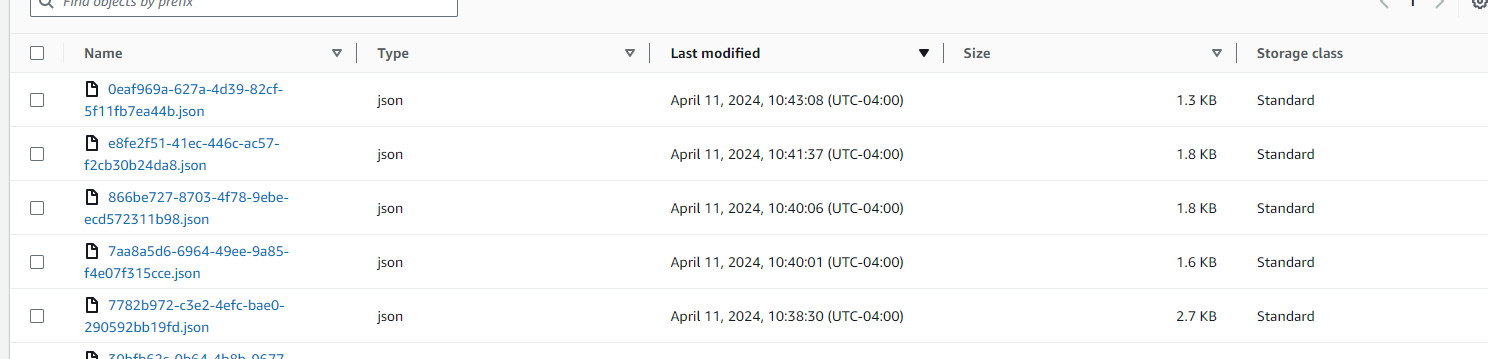 Find objects by prefix
1
Name Type Last modified Size Storage class
0eaf969a-627a-4d39-82cf-
5f11fb7ea44b.json
json April 11, 2024, 10:43:08 (UTC-04:00) 1.3 KB Standard
e8fe2f51-41ec-446c-ac57-
f2cb30b24da8.json
json April 11, 2024, 10:41:37 (UTC-04:00) 1.8 KB Standard
866be727-8703-4f78-9ebe-
ecd572311b98.json
json April 11, 2024, 10:40:06 (UTC-04:00) 1.8 KB Standard
7aa8a5d6-6964-49ee-9a85-
f4e07f315cce.json
json April 11, 2024, 10:40:01 (UTC-04:00) 1.6 KB Standard
7782b972-c3e2-4efc-bae0-
290592bb19fd.json
json April 11, 2024, 10:38:30 (UTC-04:00) 2.7 KB Standard